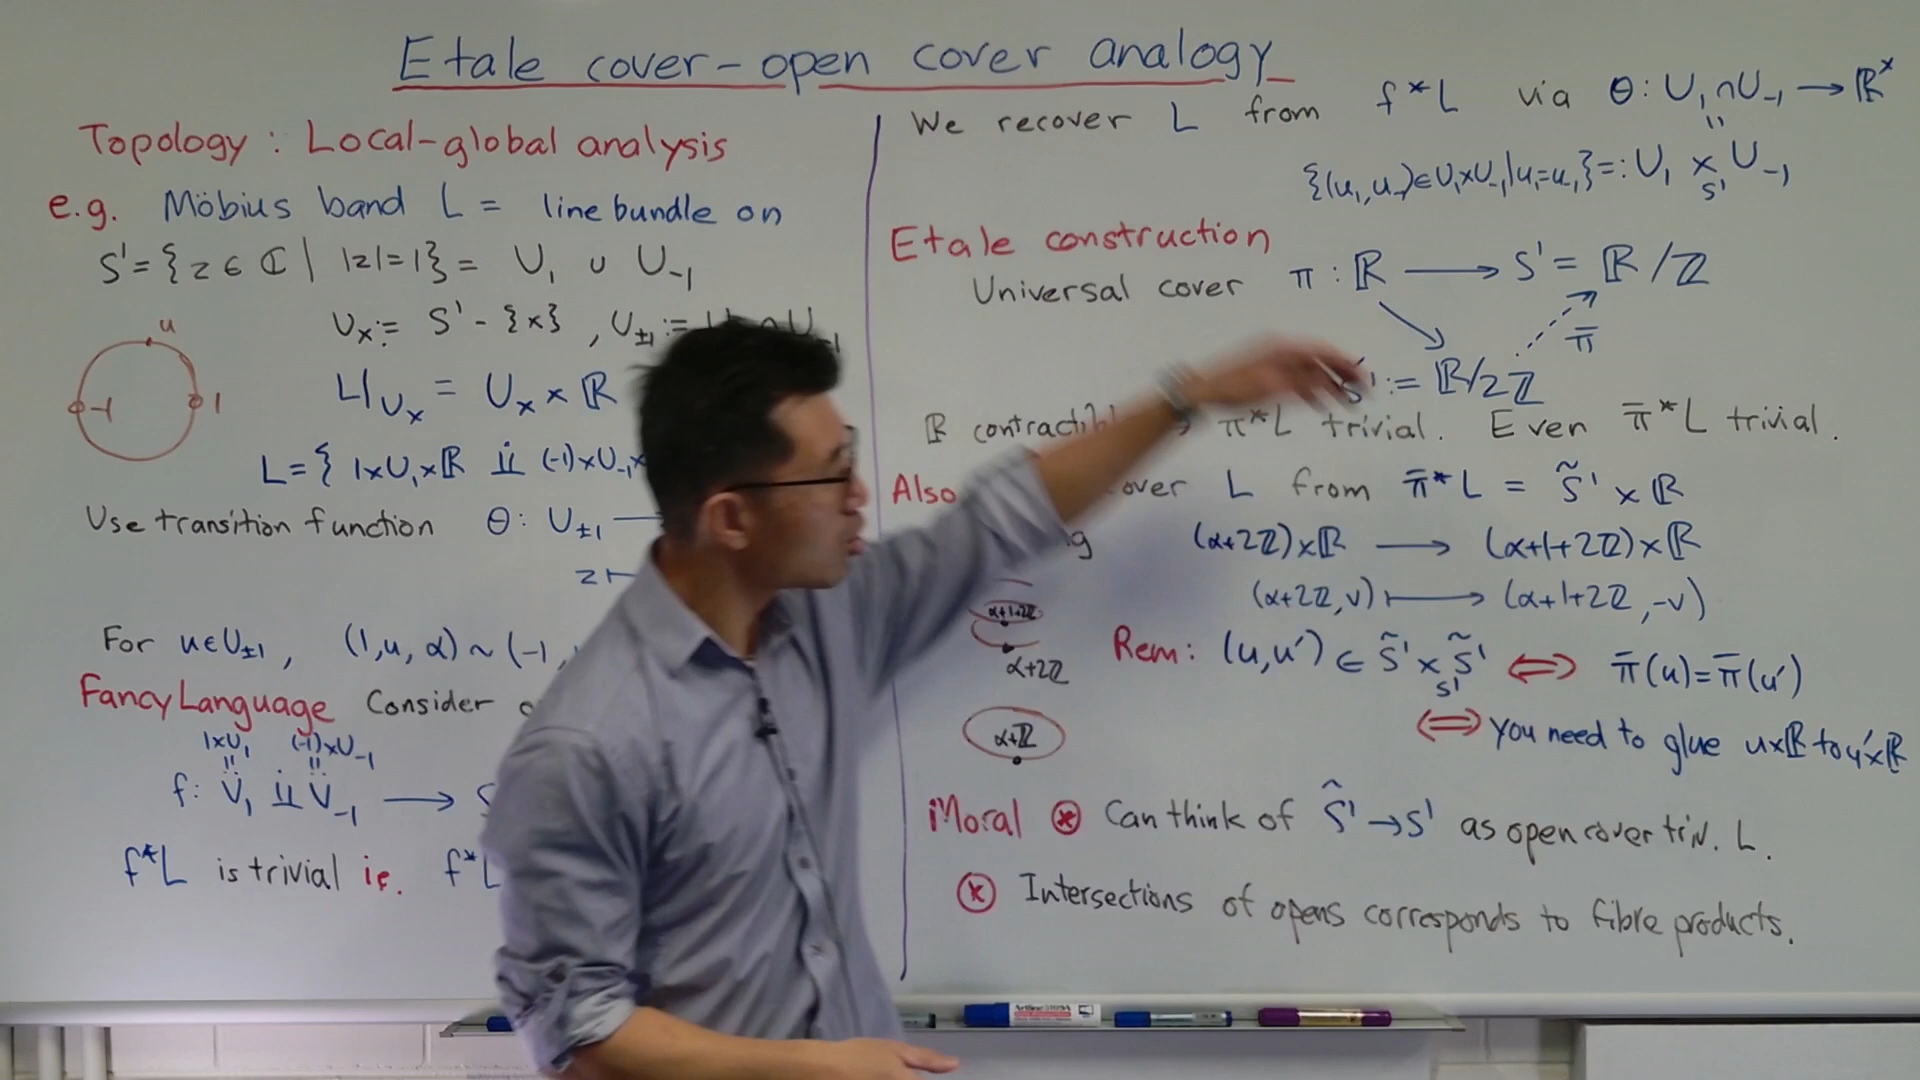 Etale cover-open cover analogy
Topology: Local-global analysis
e.g. Möbius band L = line bundle on
S¹ = {z ∈ ℂ | |z|=1} = U₁ ∪ U₋₁
Uₓ := S¹ - {x} , U±₁ :=
u
-1
1
L|Uₓ = Uₓ × ℝ
L = { 1×U₁×ℝ ⨿ (-1)×U₋₁×
Use transition function θ: U±₁ —
z ↦
For u∈U±₁, (1,u,α) ~ (-1,
Fancy Language Consider
1×U₁ (-1)×U₋₁
॥ ॥
f: U₁ ⨿ U₋₁ → S
f*L is trivial ie. f*L
We recover L from f*L via θ: U₁∩U₋₁ → ℝˣ
॥
{(u₁,u₋₁)∈U₁×U₋₁|u₁=u₋₁} =: U₁ ×_S¹ U₋₁
Etale construction
Universal cover π: ℝ → S¹ = ℝ/ℤ
π̄
:= ℝ/2ℤ
ℝ π*L trivial. Even π̄*L trivial.
Also L from π̄*L = S̃¹ × ℝ
(α+2ℤ)×ℝ → (α+1+2ℤ)×ℝ
(α+2ℤ,v) ↦ (α+1+2ℤ,-v)
α+1+2ℤ
α+2ℤ
α+ℤ
Rem: (u,u′) ∈ S̃¹ ×_S¹ S̃¹ ⟺ π̄(u)=π̄(u′)
⟺ you need to glue u×ℝ to u′×ℝ
Moral ⊛ Can think of S̃¹→S¹ as open cover triv. L.
⊛ Intersections of opens corresponds to fibre products.